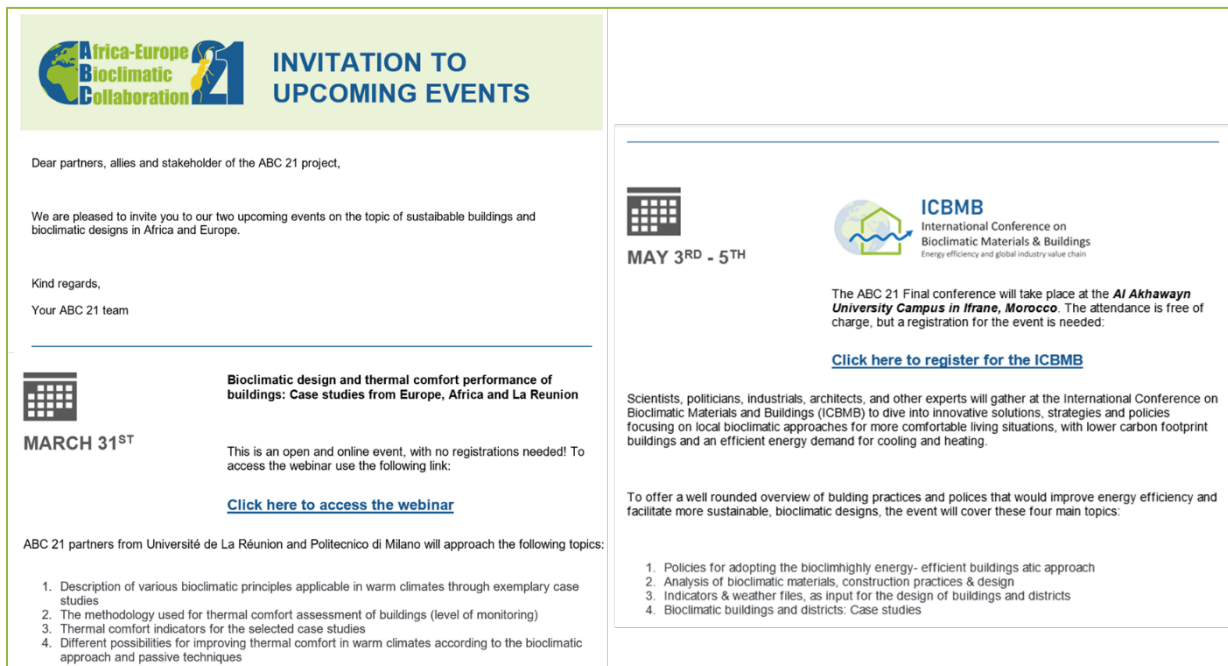 Africa-Europe
Bioclimatic
Collaboration
21
INVITATION TO
UPCOMING EVENTS
Dear partners, allies and stakeholder of the ABC 21 project,
We are pleased to invite you to our two upcoming events on the topic of sustaibable buildings and
bioclimatic designs in Africa and Europe.
Kind regards,
Your ABC 21 team
MARCH 31ST
Bioclimatic design and thermal comfort performance of
buildings: Case studies from Europe, Africa and La Reunion
This is an open and online event, with no registrations needed! To
access the webinar use the following link:
Click here to access the webinar
ABC 21 partners from Université de La Réunion and Politecnico di Milano will approach the following topics:
1. Description of various bioclimatic principles applicable in warm climates through exemplary case
studies
2. The methodology used for thermal comfort assessment of buildings (level of monitoring)
3. Thermal comfort indicators for the selected case studies
4. Different possibilities for improving thermal comfort in warm climates according to the bioclimatic
approach and passive techniques
MAY 3RD - 5TH
ICBMB
International Conference on
Bioclimatic Materials & Buildings
Energy efficiency and global industry value chain
The ABC 21 Final conference will take place at the Al Akhawayn
University Campus in Ifrane, Morocco. The attendance is free of
charge, but a registration for the event is needed:
Click here to register for the ICBMB
Scientists, politicians, industrials, architects, and other experts will gather at the International Conference on
Bioclimatic Materials and Buildings (ICBMB) to dive into innovative solutions, strategies and policies
focusing on local bioclimatic approaches for more comfortable living situations, with lower carbon footprint
buildings and an efficient energy demand for cooling and heating.
To offer a well rounded overview of bulding practices and polices that would improve energy efficiency and
facilitate more sustainable, bioclimatic designs, the event will cover these four main topics:
1. Policies for adopting the bioclimhighly energy- efficient buildings atic approach
2. Analysis of bioclimatic materials, construction practices & design
3. Indicators & weather files, as input for the design of buildings and districts
4. Bioclimatic buildings and districts: Case studies